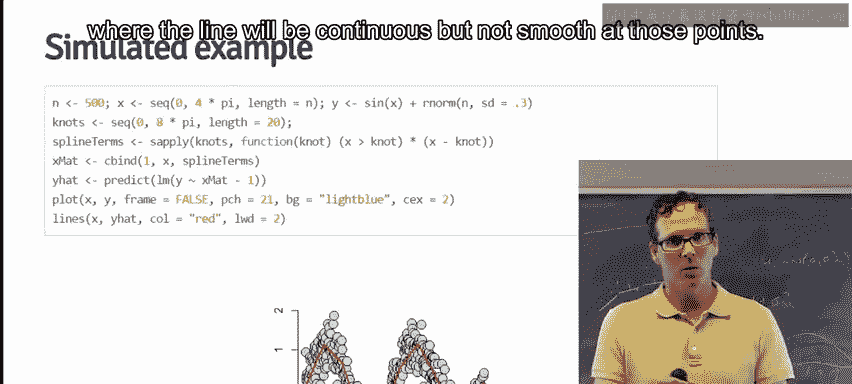 where the line will be continuous but not smooth at those points.
Simulated example
n <- 500; x <- seq(0, 4 * pi, length = n); y <- sin(x) + rnorm(n, sd = .3)
knots <- seq(0, 8 * pi, length = 20);
splineTerms <- sapply(knots, function(knot) (x > knot) * (x - knot))
xMat <- cbind(1, x, splineTerms)
yhat <- predict(lm(y ~ xMat - 1))
plot(x, y, frame = FALSE, pch = 21, bg = "lightblue", cex = 2)
lines(x, yhat, col = "red", lwd = 2)
2
1